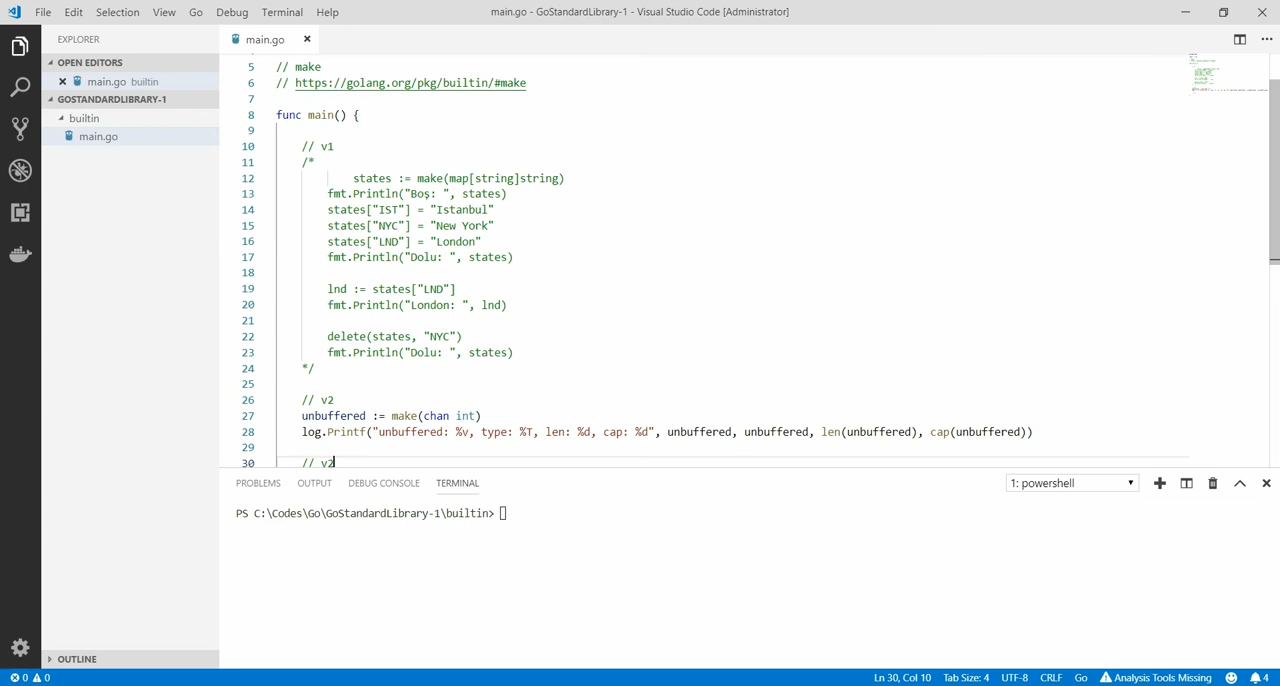 File Edit Selection View Go Debug Terminal Help main.go - GoStandardLibrary-1 - Visual Studio Code [Administrator]
EXPLORER
OPEN EDITORS
main.go builtin
GOSTANDARDLIBRARY-1
builtin
main.go
OUTLINE
main.go
5 // make
6 // https://golang.org/pkg/builtin/#make
7
8 func main() {
9
10 // v1
11 /*
12 states := make(map[string]string)
13 fmt.Println("Boş: ", states)
14 states["IST"] = "Istanbul"
15 states["NYC"] = "New York"
16 states["LND"] = "London"
17 fmt.Println("Dolu: ", states)
18
19 lnd := states["LND"]
20 fmt.Println("London: ", lnd)
21
22 delete(states, "NYC")
23 fmt.Println("Dolu: ", states)
24 */
25
26 // v2
27 unbuffered := make(chan int)
28 log.Printf("unbuffered: %v, type: %T, len: %d, cap: %d", unbuffered, unbuffered, len(unbuffered), cap(unbuffered))
29
30 // v2
PROBLEMS OUTPUT DEBUG CONSOLE TERMINAL 1: powershell
PS C:\Codes\Go\GoStandardLibrary-1\builtin>
0 0 Ln 30, Col 10 Tab Size: 4 UTF-8 CRLF Go Analysis Tools Missing 4